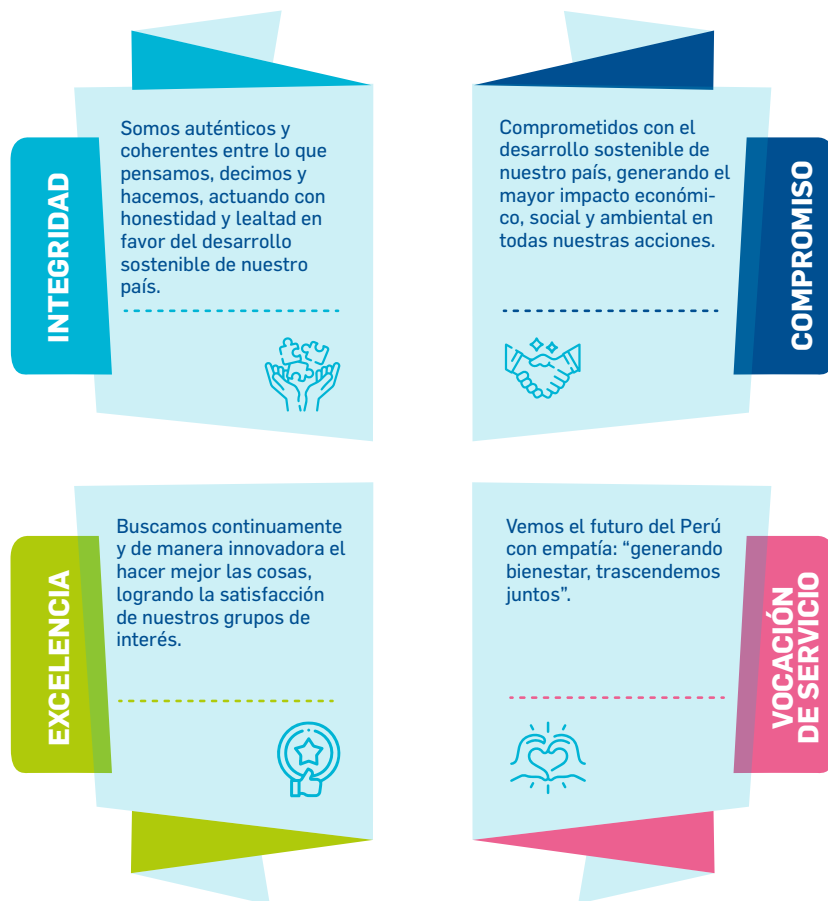 INTEGRIDAD
Somos auténticos y
coherentes entre lo que
pensamos, decimos y
hacemos, actuando con
honestidad y lealtad en
favor del desarrollo
sostenible de nuestro
país.
COMPROMISO
Comprometidos con el
desarrollo sostenible de
nuestro país, generando el
mayor impacto económi-
co, social y ambiental en
todas nuestras acciones.
EXCELENCIA
Buscamos continuamente
y de manera innovadora el
hacer mejor las cosas,
logrando la satisfacción
de nuestros grupos de
interés.
VOCACIÓN
DE SERVICIO
Vemos el futuro del Perú
con empatía: “generando
bienestar, trascendemos
juntos”.